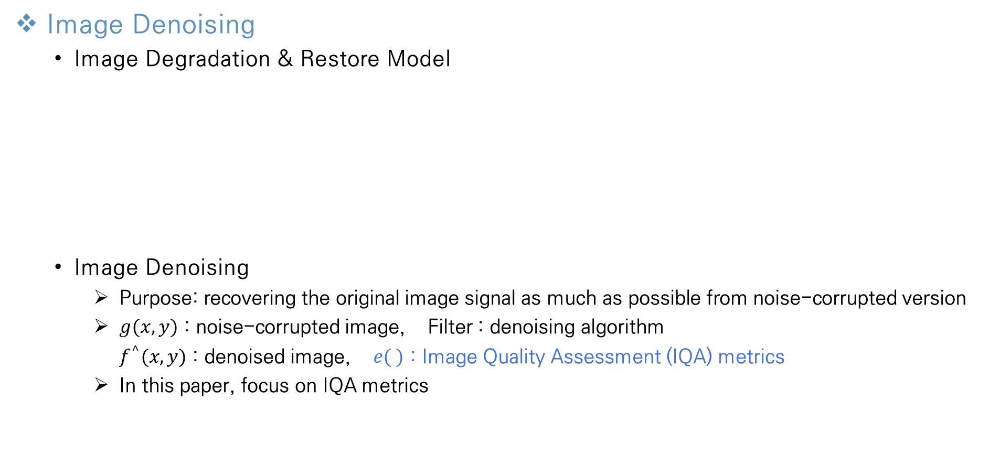 ❖ Image Denoising
• Image Degradation & Restore Model
• Image Denoising
➢ Purpose: recovering the original image signal as much as possible from noise-corrupted version
➢ g(x, y) : noise-corrupted image, Filter : denoising algorithm
f^(x, y) : denoised image, e( ) : Image Quality Assessment (IQA) metrics
➢ In this paper, focus on IQA metrics